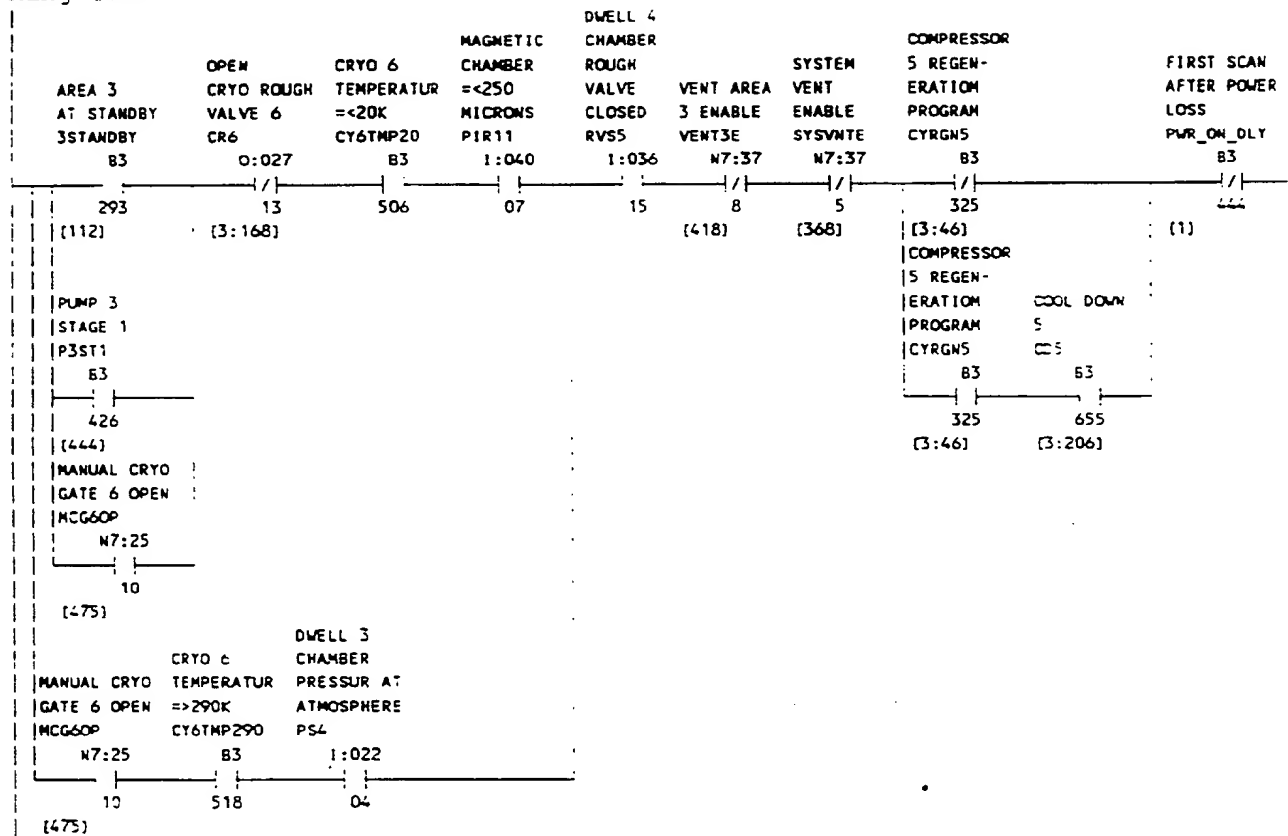 DWELL 4
MAGNETIC CHAMBER COMPRESSOR
OPEN CRYO 6 CHAMBER ROUGH SYSTEM 5 REGEN- FIRST SCAN
AREA 3 CRYO ROUGH TEMPERATUR =<250 VALVE VENT AREA VENT ERATIOM AFTER POWER
AT STANDBY VALVE 6 =<20K MICRONS CLOSED 3 ENABLE ENABLE PROGRAM LOSS
3STANDBY CR6 CY6TMP20 PIR11 RVS5 VENT3E SYSVNTE CYRGN5 PWR_ON_DLY
B3 O:027 B3 I:040 I:036 N7:37 N7:37 B3 B3
293 13 506 07 15 8 5 325 444
[112] [3:168] [418] [368] [3:46] [1]
COMPRESSOR
5 REGEN-
PUMP 3 ERATIOM COOL DOWN
STAGE 1 PROGRAM 5
P3ST1 CYRGN5 CD5
B3 B3 B3
426 325 655
[444] [3:46] [3:206]
MANUAL CRYO
GATE 6 OPEN
MCG6OP
N7:25
10
[475]
DWELL 3
CRYO 6 CHAMBER
MANUAL CRYO TEMPERATUR PRESSUR AT
GATE 6 OPEN =>290K ATMOSPHERE
MCG6OP CY6TMP290 PS4
N7:25 B3 I:022
10 518 04
[475]